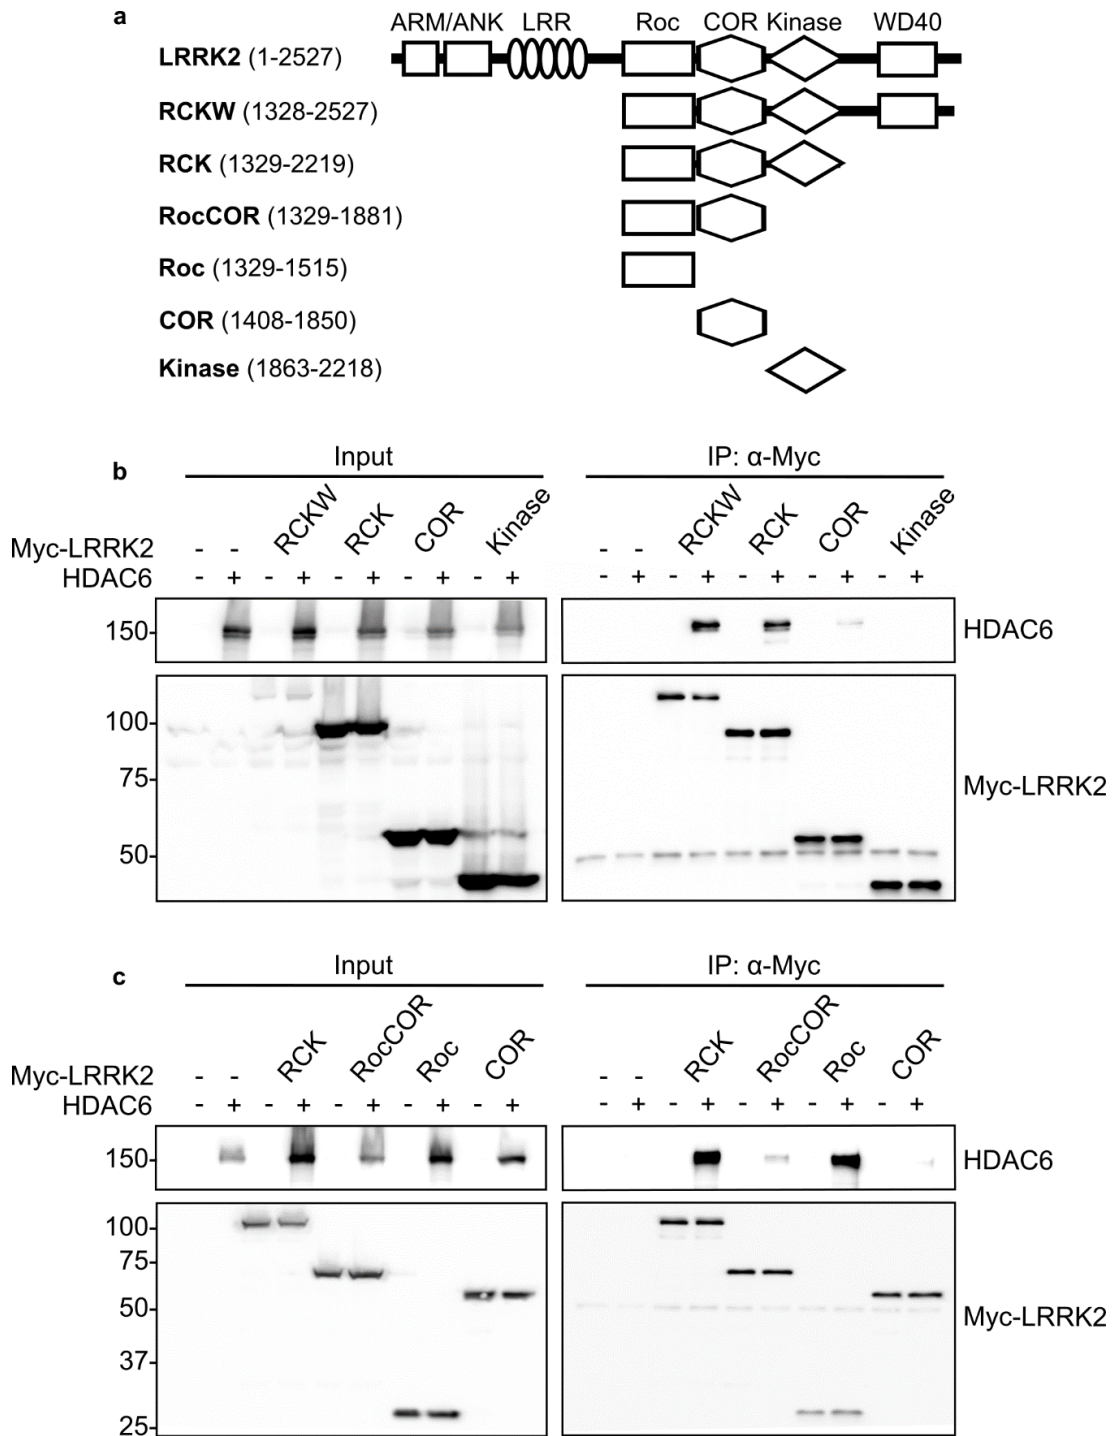 a
ARM/ANK LRR Roc COR Kinase WD40
LRRK2 (1-2527)
RCKW (1328-2527)
RCK (1329-2219)
RocCOR (1329-1881)
Roc (1329-1515)
COR (1408-1850)
Kinase (1863-2218)
b
Input IP: α-Myc
RCKW RCK COR Kinase RCKW RCK COR Kinase
Myc-LRRK2 - - - -
HDAC6 - + - + - + - + - + - + - + - + - + - +
150- HDAC6
100-
75-
Myc-LRRK2
50-
c
Input IP: α-Myc
RCK RocCOR Roc COR RCK RocCOR Roc COR
Myc-LRRK2 - - - -
HDAC6 - + - + - + - + - + - + - + - + - + - +
150- HDAC6
100-
75-
50-
Myc-LRRK2
37-
25-